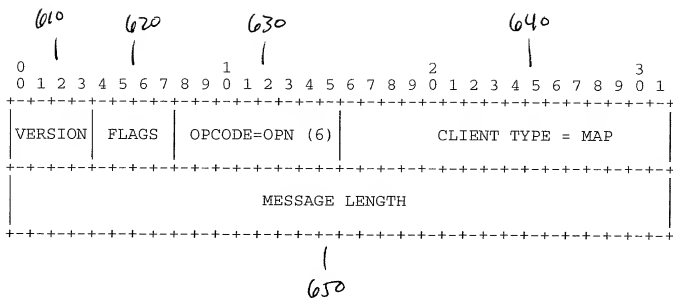 610 620 630 640
0 1 2 3
0 1 2 3 4 5 6 7 8 9 0 1 2 3 4 5 6 7 8 9 0 1 2 3 4 5 6 7 8 9 0 1
+-+-+-+-+-+-+-+-+-+-+-+-+-+-+-+-+-+-+-+-+-+-+-+-+-+-+-+-+-+-+-+-+
|VERSION| FLAGS | OPCODE=OPN (6)| CLIENT TYPE = MAP |
+-+-+-+-+-+-+-+-+-+-+-+-+-+-+-+-+-+-+-+-+-+-+-+-+-+-+-+-+-+-+-+-+
| MESSAGE LENGTH |
+-+-+-+-+-+-+-+-+-+-+-+-+-+-+-+-+-+-+-+-+-+-+-+-+-+-+-+-+-+-+-+-+
650